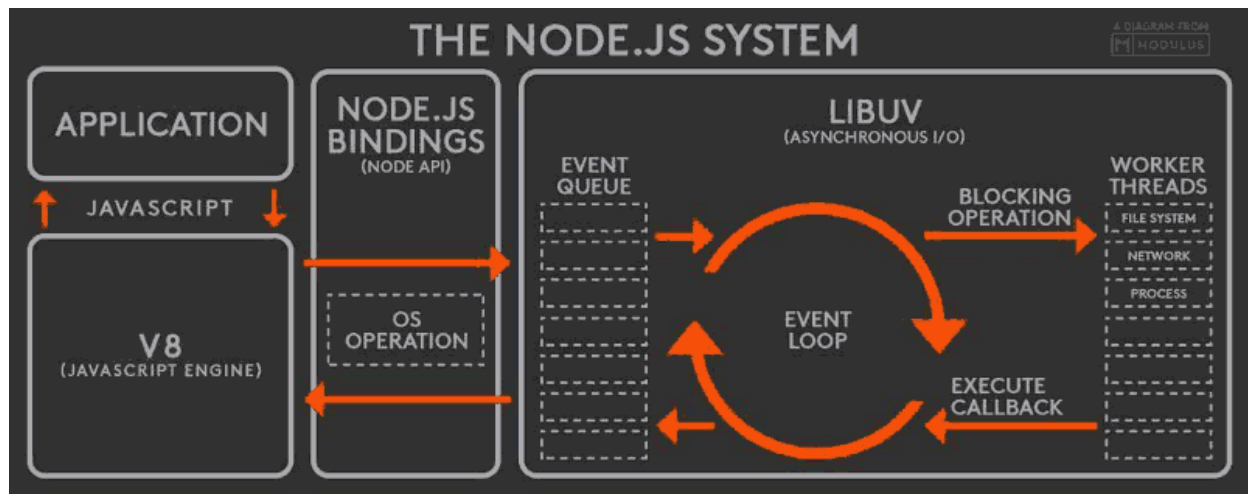 THE NODE.JS SYSTEM
A DIAGRAM FROM
MODULUS
APPLICATION
JAVASCRIPT
V8
(JAVASCRIPT ENGINE)
NODE.JS
BINDINGS
(NODE API)
OS
OPERATION
LIBUV
(ASYNCHRONOUS I/O)
EVENT
QUEUE
EVENT
LOOP
BLOCKING
OPERATION
EXECUTE
CALLBACK
WORKER
THREADS
FILE SYSTEM
NETWORK
PROCESS